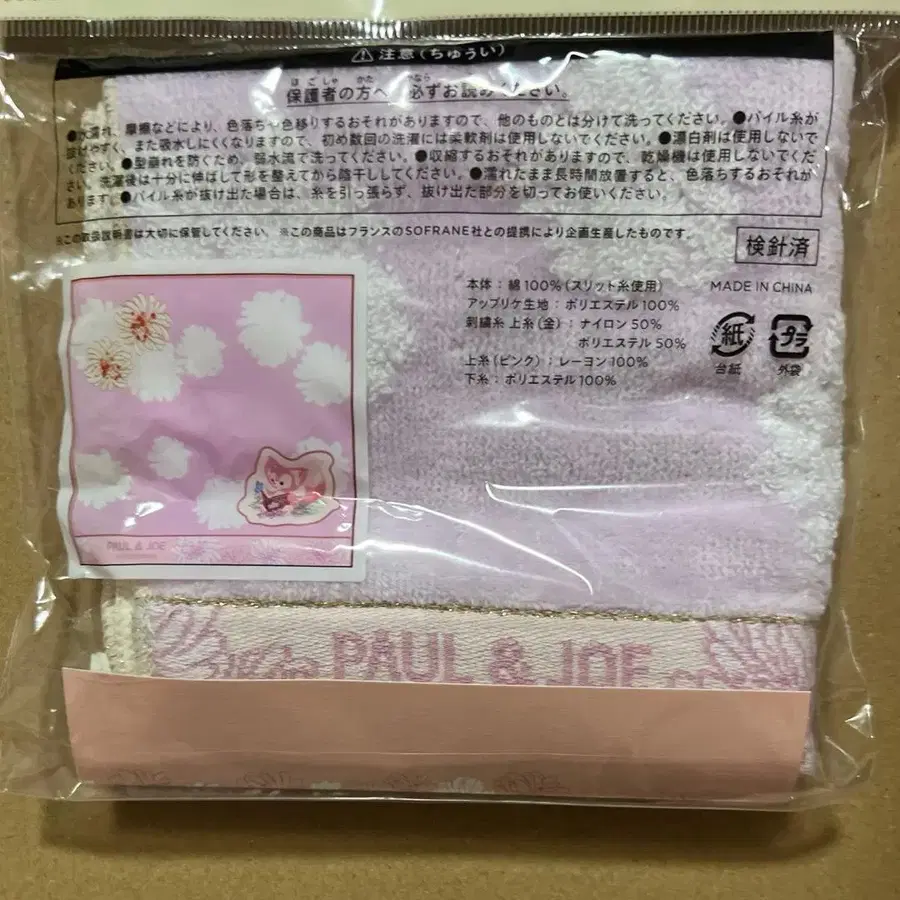 ⚠注意(ちゅうい)
ほごしゃ かた
保護者の方へ 必ずお読みください。
●水濡れ、摩擦などにより、色落ちや色移りするおそれがありますので、他のものとは分けて洗ってください。●パイル糸が
抜けやすく、また吸水しにくくなりますので、初め数回の洗濯には柔軟剤は使用しないでください。●漂白剤は使用しないで
ください。●型崩れを防ぐため、弱水流で洗ってください。●収縮するおそれがありますので、乾燥機は使用しないでくだ
さい。洗濯後は十分に伸ばして形を整えてから陰干ししてください。●濡れたまま長時間放置すると、色落ちするおそれが
あります。●パイル糸が抜け出た場合は、糸を引っ張らず、抜け出た部分を切ってお使いください。
※この取扱説明書は大切に保管してください。 ※この商品はフランスのSOFRANE社との提携により企画生産したものです。
検針済
本体:綿100%(スリット糸使用)
アップリケ生地:ポリエステル100%
刺繍糸 上糸(金):ナイロン50%
ポリエステル50%
上糸(ピンク):レーヨン100%
下糸:ポリエステル100%
MADE IN CHINA
紙 プラ
台紙 外袋
PAUL & JOE
PAUL & JOE